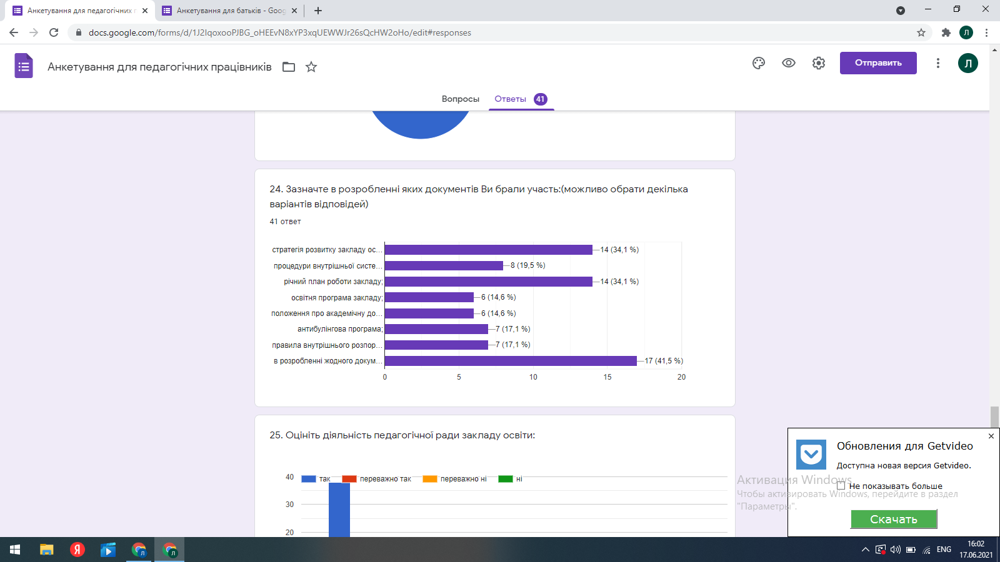 Анкетування для педагогічних п
Анкетування для батьків - Goog
docs.google.com/forms/d/1J2IqoxooPJBG_oHEEvN8xYP3xqUEWWJr26sQcHW2oHo/edit#responses
Л
Анкетування для педагогічних працівників
Отправить
Л
Вопросы
Ответы 41
24. Зазначте в розробленні яких документів Ви брали участь:(можливо обрати декілька
варіантів відповідей)
41 ответ
стратегія розвитку закладу ос... 14 (34,1 %)
процедури внутрішньої систе... 8 (19,5 %)
річний план роботи закладу; 14 (34,1 %)
освітня програма закладу; 6 (14,6 %)
положення про академічну до... 6 (14,6 %)
антибулінгова програма; 7 (17,1 %)
правила внутрішнього розпор... 7 (17,1 %)
в розробленні жодного докум... 17 (41,5 %)
0 5 10 15 20
25. Оцініть діяльність педагогічної ради закладу освіти:
так переважно так переважно ні ні
40
30
20
Обновления для Getvideo
Доступна новая версия Getvideo.
Не показывать больше
Скачать
Активация Windows
Чтобы активировать Windows, перейдите в раздел
"Параметры".
Я
Л
Л
ENG
16:02
17.06.2021